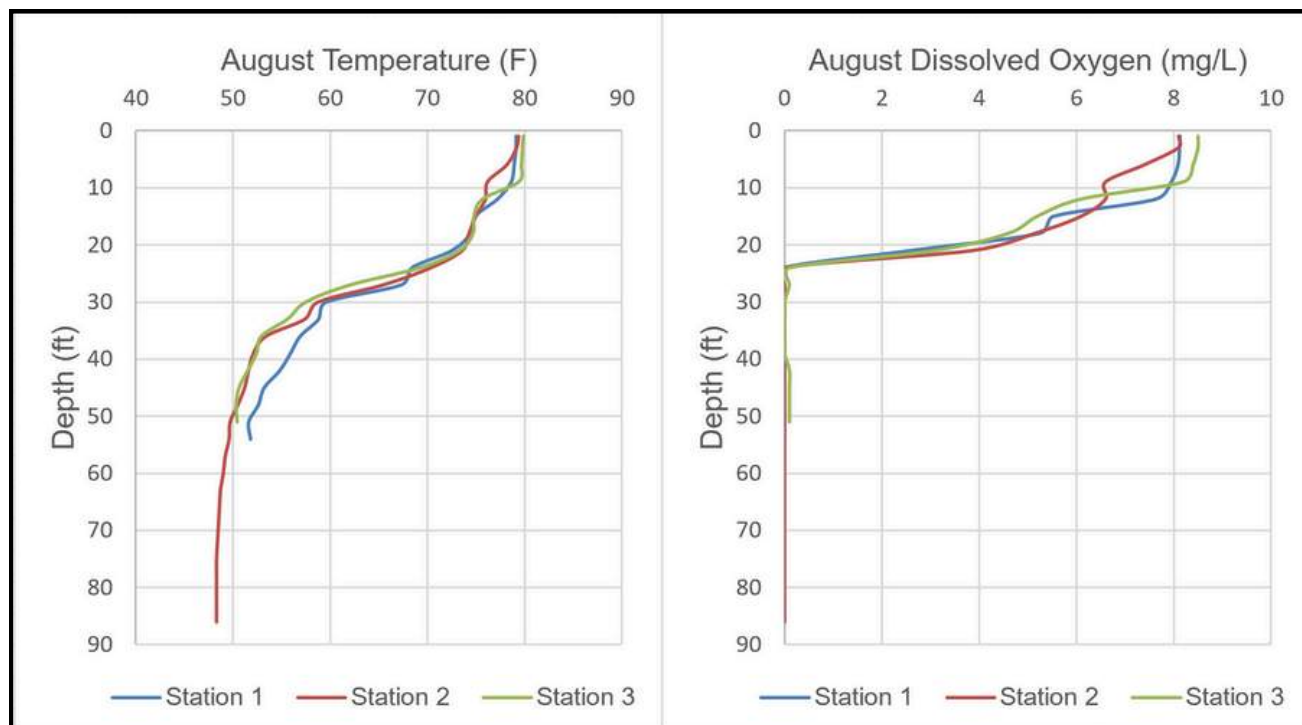 August Temperature (F)
40 50 60 70 80 90
0
10
20
30
40
50
60
70
80
90
Depth (ft)
Station 1 Station 2 Station 3
August Dissolved Oxygen (mg/L)
0 2 4 6 8 10
0
10
20
30
40
50
60
70
80
90
Depth (ft)
Station 1 Station 2 Station 3